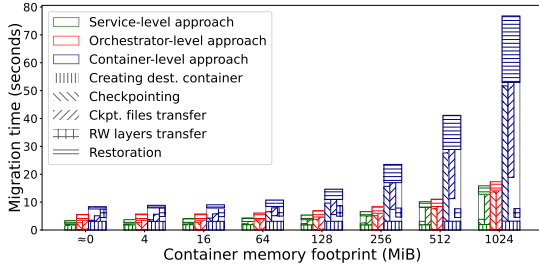 Migration time (seconds)
80
70
60
50
40
30
20
10
0
Service-level approach
Orchestrator-level approach
Container-level approach
Creating dest. container
Checkpointing
Ckpt. files transfer
RW layers transfer
Restoration
≈0 4 16 64 128 256 512 1024
Container memory footprint (MiB)